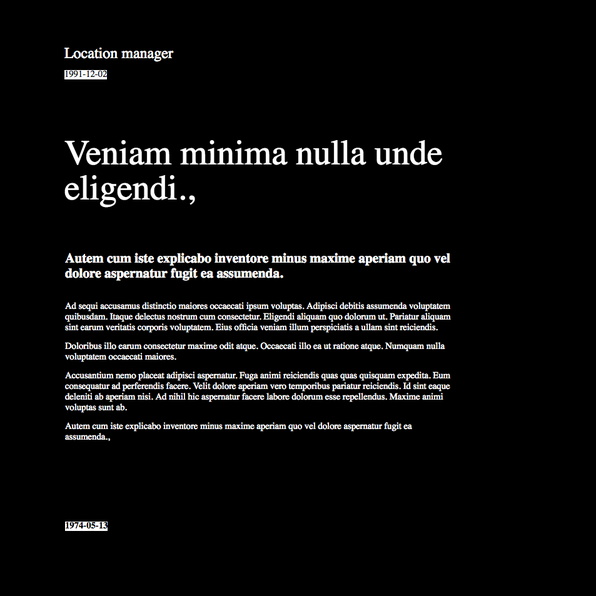 Location manager
1991-12-02
Veniam minima nulla unde
eligendi.,
Autem cum iste explicabo inventore minus maxime aperiam quo vel
dolore aspernatur fugit ea assumenda.
Ad sequi accusamus distinctio maiores occaecati ipsum voluptas. Adipisci debitis assumenda voluptatem
quibusdam. Itaque delectus nostrum cum consectetur. Eligendi aliquam quo dolorum ut. Pariatur aliquam
sint earum veritatis corporis voluptatem. Eius officia veniam illum perspiciatis a ullam sint reiciendis.
Doloribus illo earum consectetur maxime odit atque. Occaecati illo ea ut ratione atque. Numquam nulla
voluptatem occaecati maiores.
Accusantium nemo placeat adipisci aspernatur. Fuga animi reiciendis quas quas quisquam expedita. Eum
consequatur ad perferendis facere. Velit dolore aperiam vero temporibus pariatur reiciendis. Id sint eaque
deleniti ab aperiam nisi. Ad nihil hic aspernatur facere labore dolorum esse repellendus. Maxime animi
voluptas sunt ab.
Autem cum iste explicabo inventore minus maxime aperiam quo vel dolore aspernatur fugit ea
assumenda.,
1974-05-13